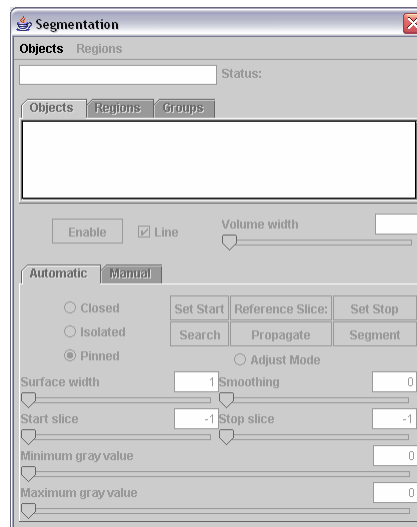 Segmentation
Objects Regions
Status:
Objects Regions Groups
Enable Line Volume width
Automatic Manual
Closed Set Start Reference Slice: Set Stop
Isolated Search Propagate Segment
Pinned Adjust Mode
Surface width 1 Smoothing 0
Start slice -1 Stop slice -1
Minimum gray value 0
Maximum gray value 0